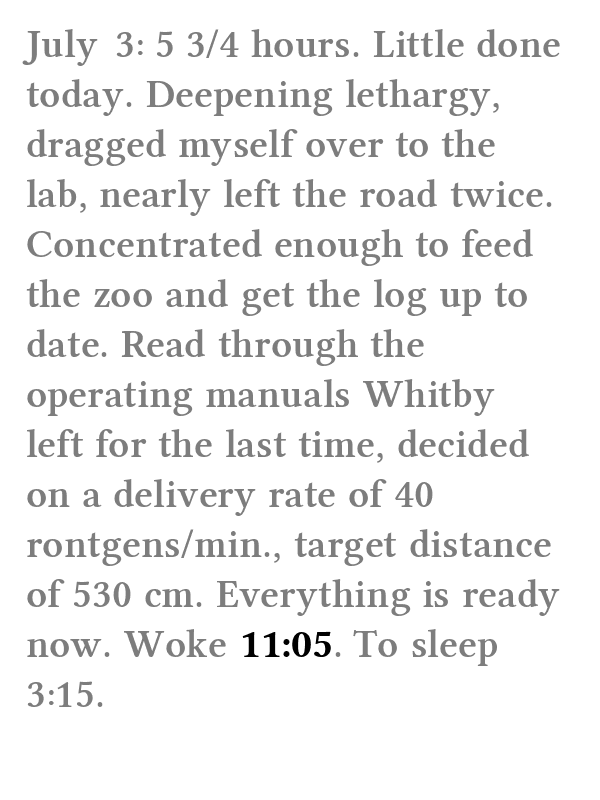 July 3: 5 3/4 hours. Little done
today. Deepening lethargy,
dragged myself over to the
lab, nearly left the road twice.
Concentrated enough to feed
the zoo and get the log up to
date. Read through the
operating manuals Whitby
left for the last time, decided
on a delivery rate of 40
rontgens/min., target distance
of 530 cm. Everything is ready
now. Woke 11:05. To sleep
3:15.